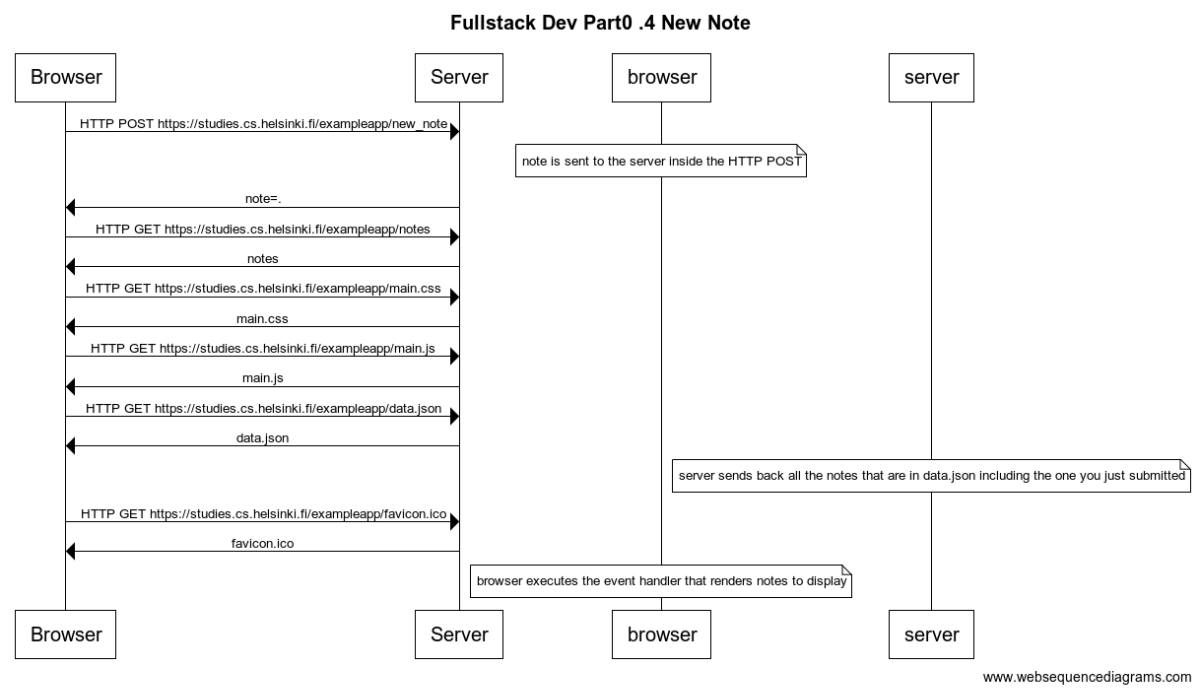 Fullstack Dev Part0 .4 New Note
Browser Server browser server
HTTP POST https://studies.cs.helsinki.fi/exampleapp/new_note
note is sent to the server inside the HTTP POST
note=.
HTTP GET https://studies.cs.helsinki.fi/exampleapp/notes
notes
HTTP GET https://studies.cs.helsinki.fi/exampleapp/main.css
main.css
HTTP GET https://studies.cs.helsinki.fi/exampleapp/main.js
main.js
HTTP GET https://studies.cs.helsinki.fi/exampleapp/data.json
data.json
server sends back all the notes that are in data.json including the one you just submitted
HTTP GET https://studies.cs.helsinki.fi/exampleapp/favicon.ico
favicon.ico
browser executes the event handler that renders notes to display
Browser Server browser server
www.websequencediagrams.com